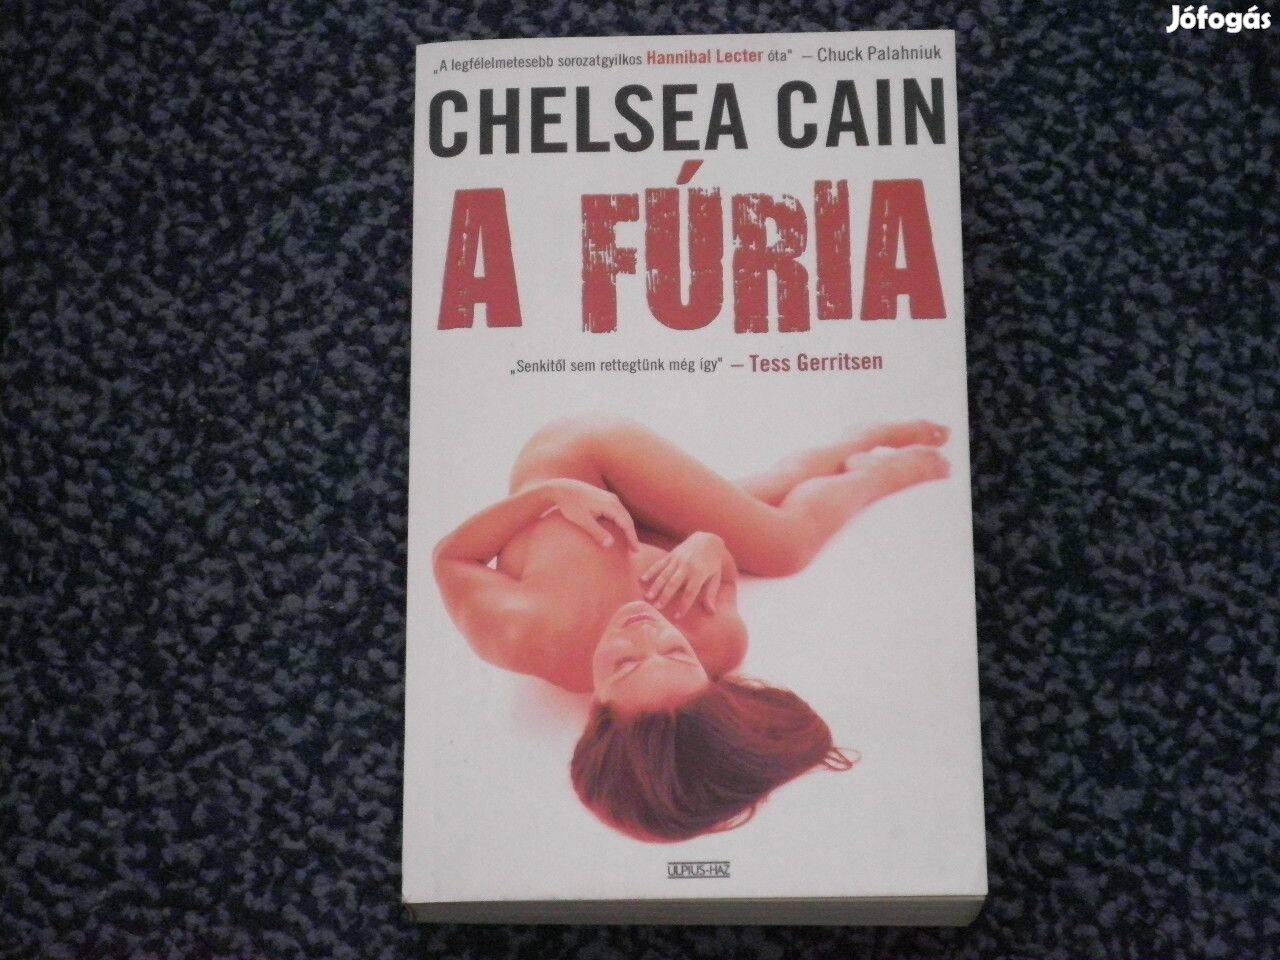 Jófogás
„A legfélelmetesebb sorozatgyilkos Hannibal Lecter óta" – Chuck Palahniuk
CHELSEA CAIN
A FÚRIA
„Senkitől sem rettegtünk még így" – Tess Gerritsen
ULPIUS-HÁZ